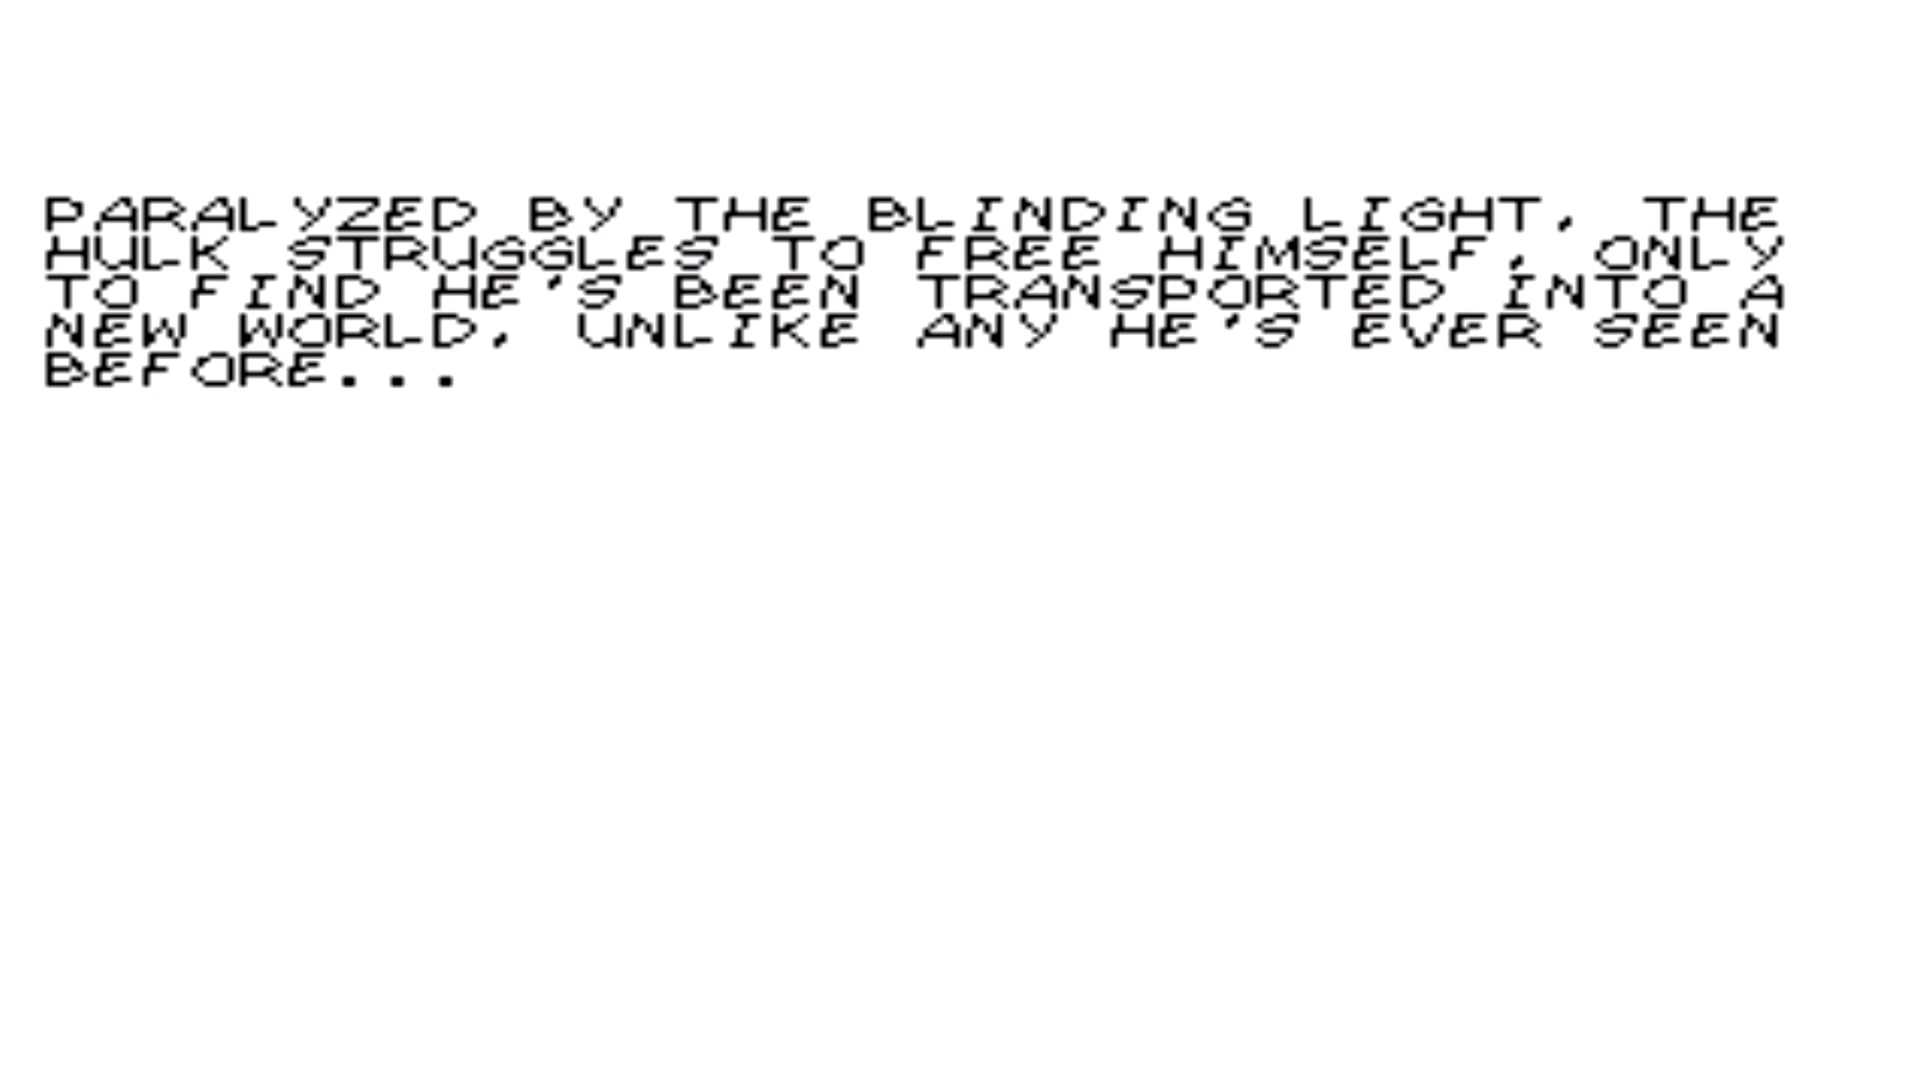 PARALYZED BY THE BLINDING LIGHT, THE
HULK STRUGGLES TO FREE HIMSELF, ONLY
TO FIND HE'S BEEN TRANSPORTED INTO A
NEW WORLD, UNLIKE ANY HE'S EVER SEEN
BEFORE...